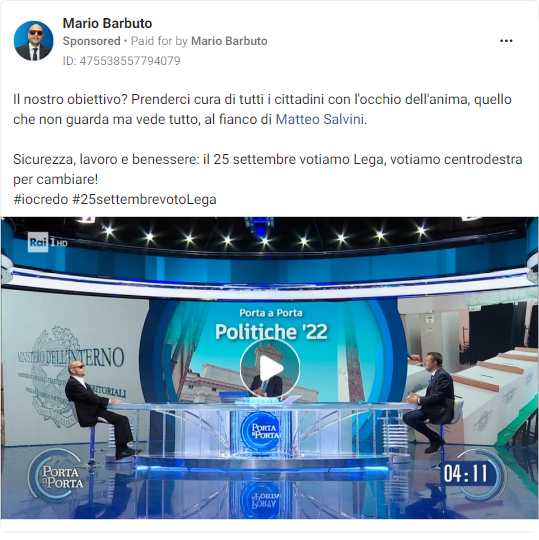 Mario Barbuto
Sponsored • Paid for by Mario Barbuto
ID: 475538557794079
Il nostro obiettivo? Prenderci cura di tutti i cittadini con l'occhio dell'anima, quello
che non guarda ma vede tutto, al fianco di Matteo Salvini.
Sicurezza, lavoro e benessere: il 25 settembre votiamo Lega, votiamo centrodestra
per cambiare!
#iocredo #25settembrevotoLega
Rai 1 HD
Porta a Porta
Politiche '22
MINISTERO DELL'INTERNO
PORTA A PORTA
PORTA A PORTA
04:11